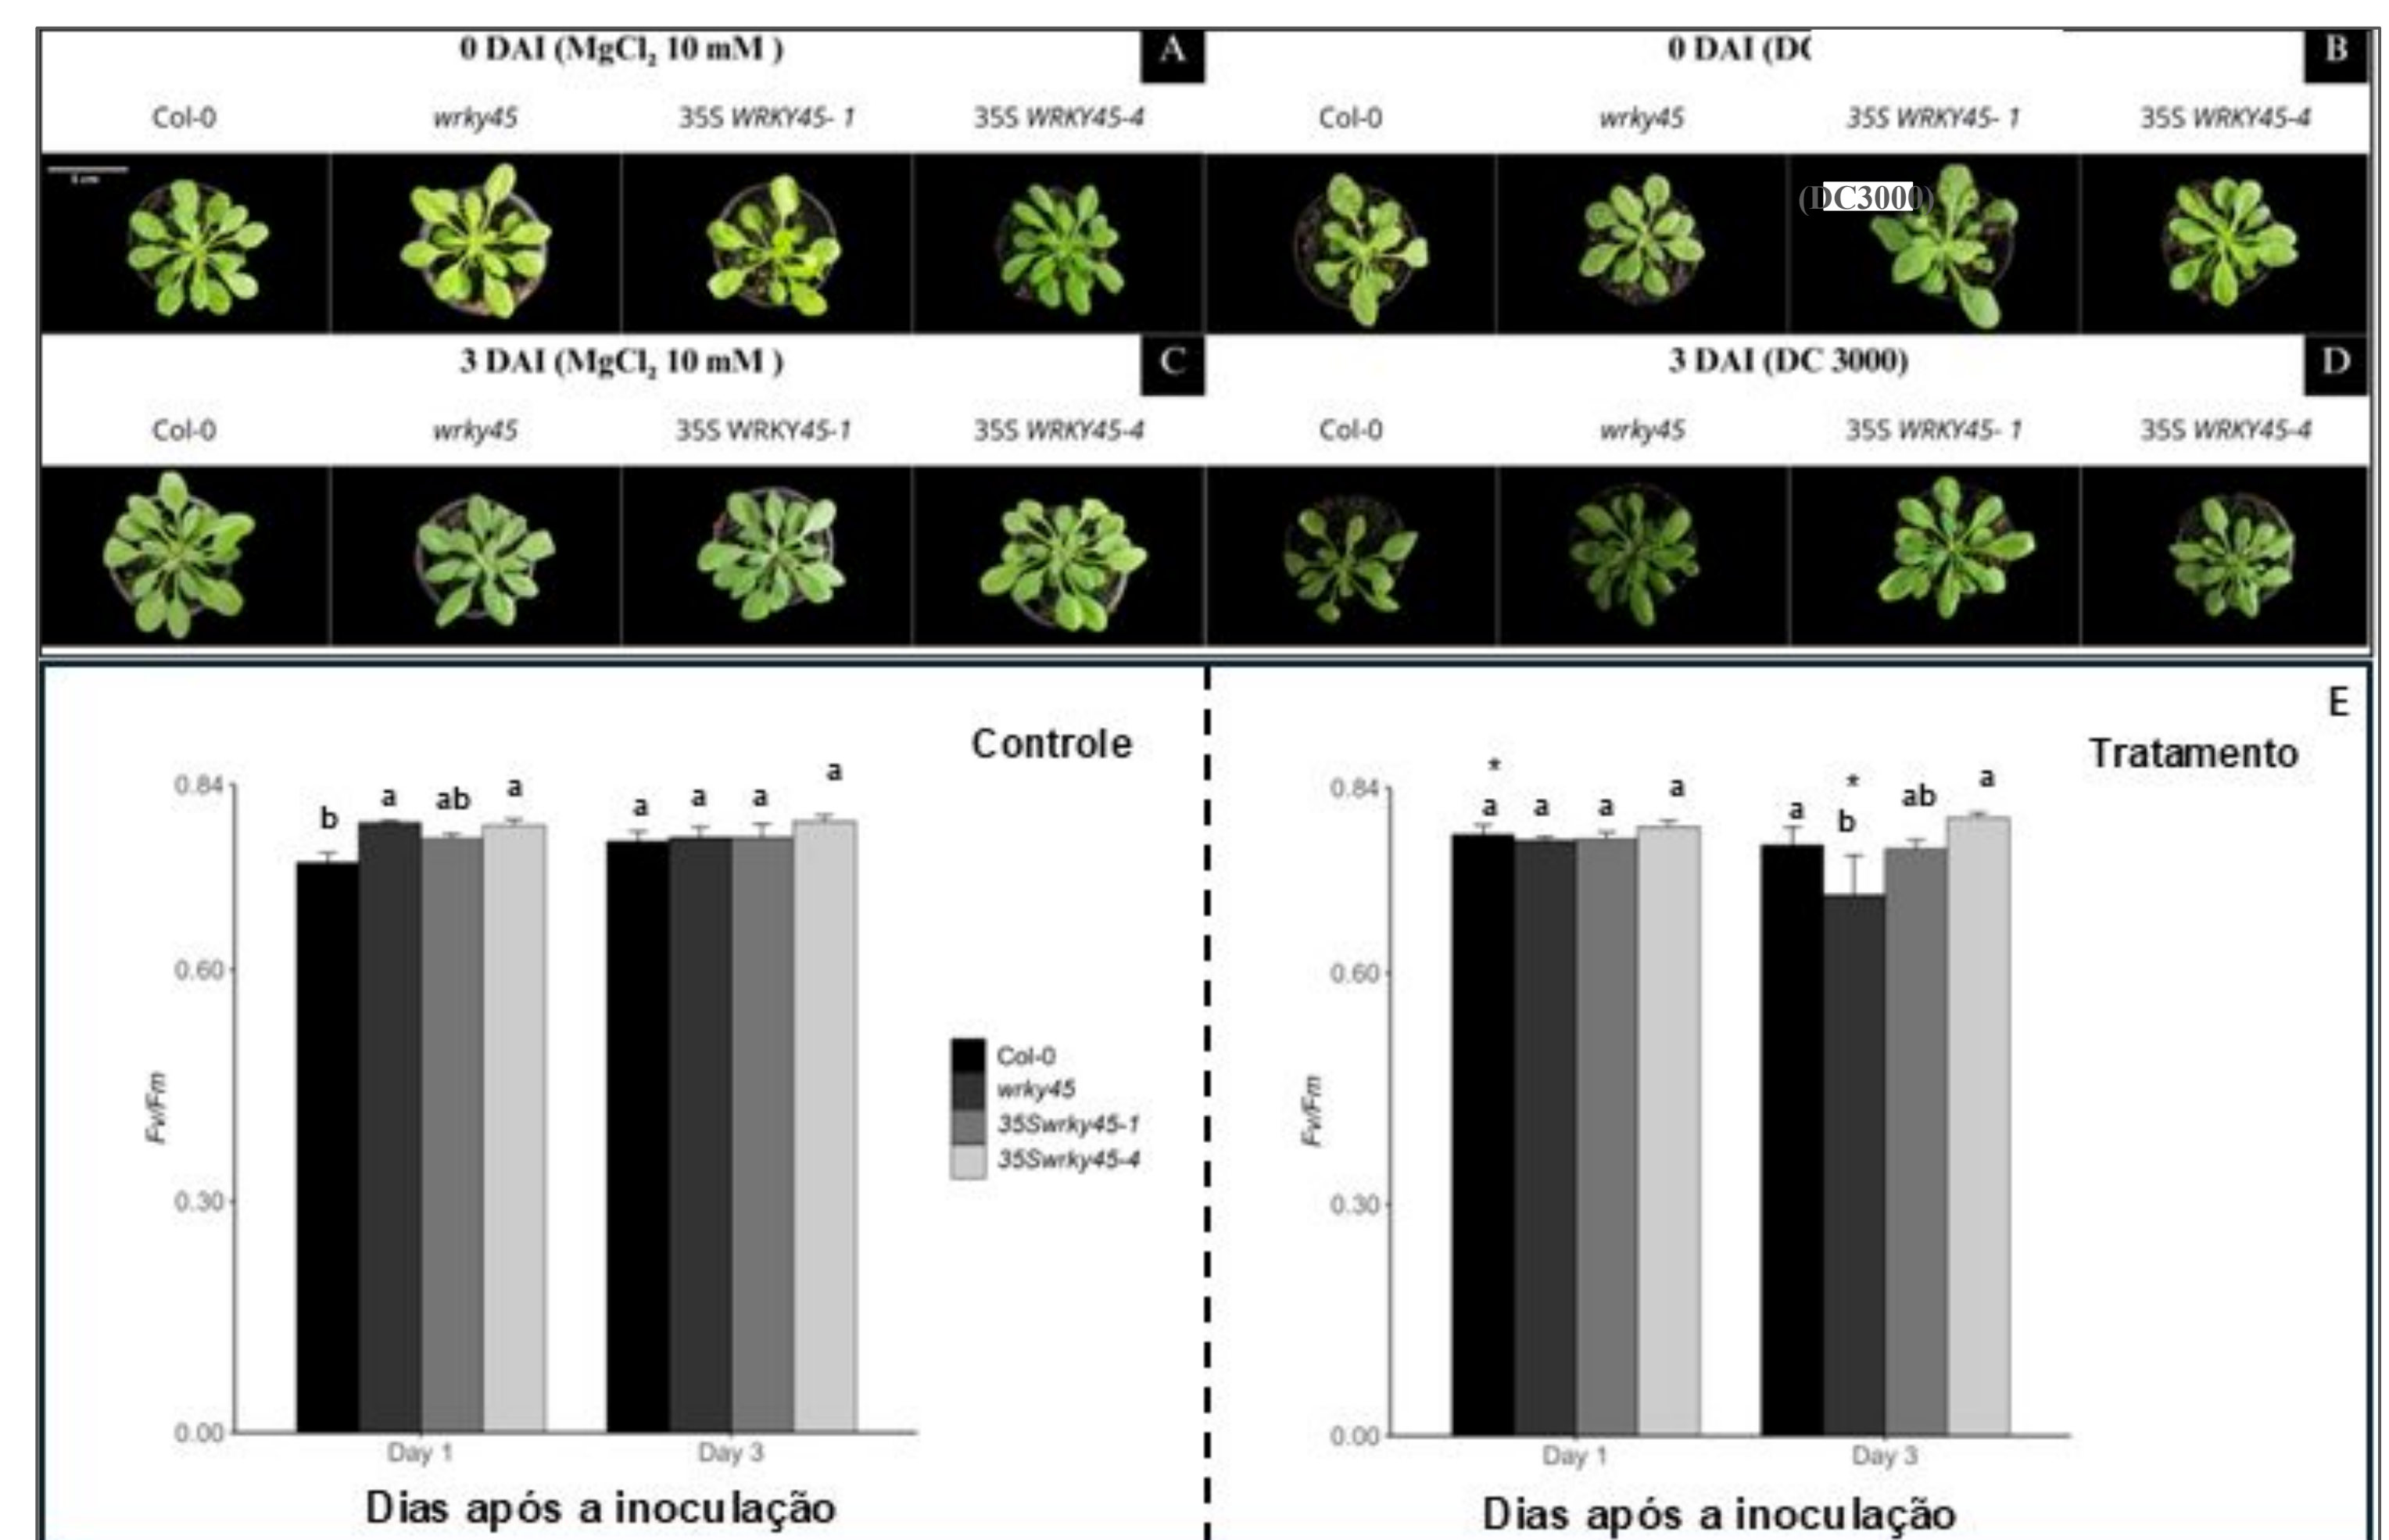 0 DAI (MgCl₂ 10 mM )
A
0 DAI (DC
B
Col-0 wrky45 35S WRKY45- 1 35S WRKY45-4 Col-0 wrky45 35S WRKY45- 1 35S WRKY45-4
1 cm
(DC3000)
3 DAI (MgCl₂ 10 mM )
C
3 DAI (DC 3000)
D
Col-0 wrky45 35S WRKY45-1 35S WRKY45-4 Col-0 wrky45 35S WRKY45- 1 35S WRKY45-4
E
Controle
0.84
0.60
0.30
0.00
Fv/Fm
b a ab a a a a a
Col-0
wrky45
35Swrky45-1
35Swrky45-4
Day 1 Day 3
Dias após a inoculação
Tratamento
0.84
0.60
0.30
0.00
Fv/Fm
* *
a a a a a b ab a
Day 1 Day 3
Dias após a inoculação